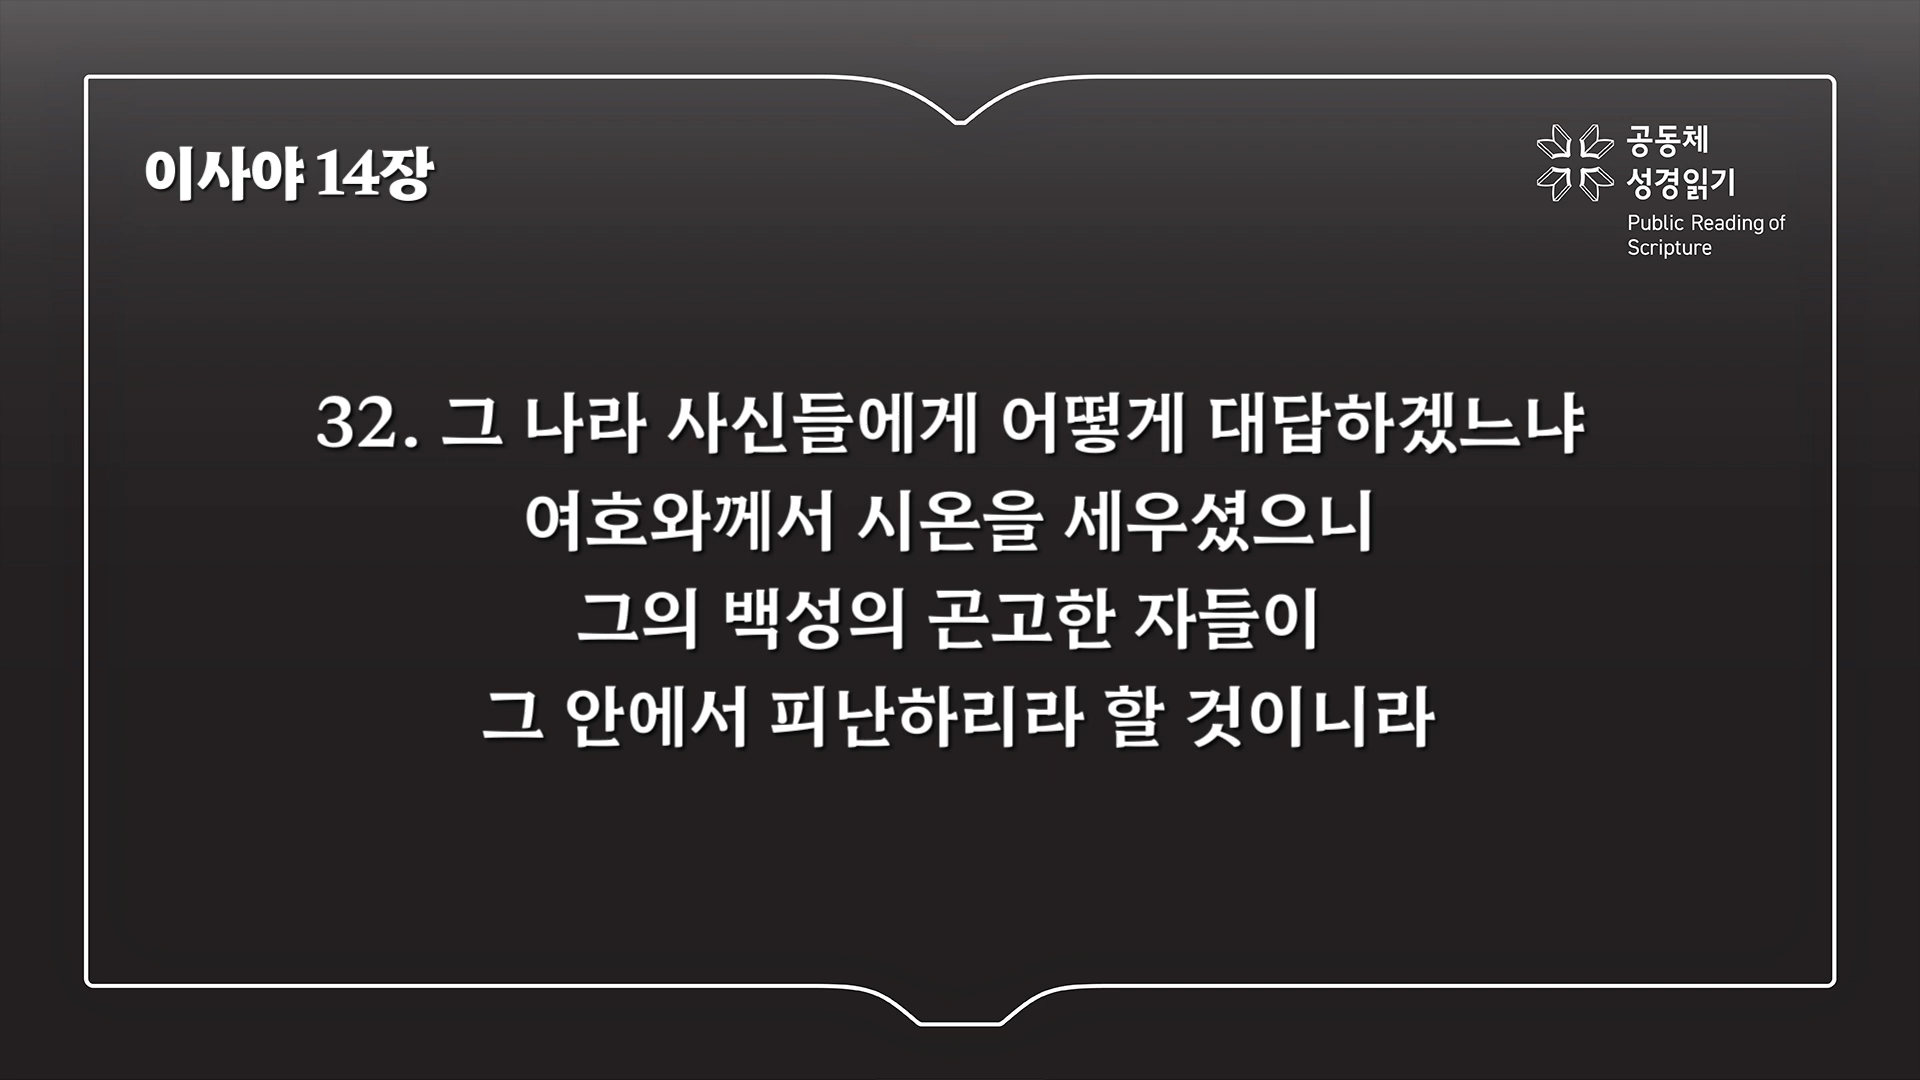 이사야 14장
공동체
성경읽기
Public Reading of
Scripture
32. 그 나라 사신들에게 어떻게 대답하겠느냐
여호와께서 시온을 세우셨으니
그의 백성의 곤고한 자들이
그 안에서 피난하리라 할 것이니라